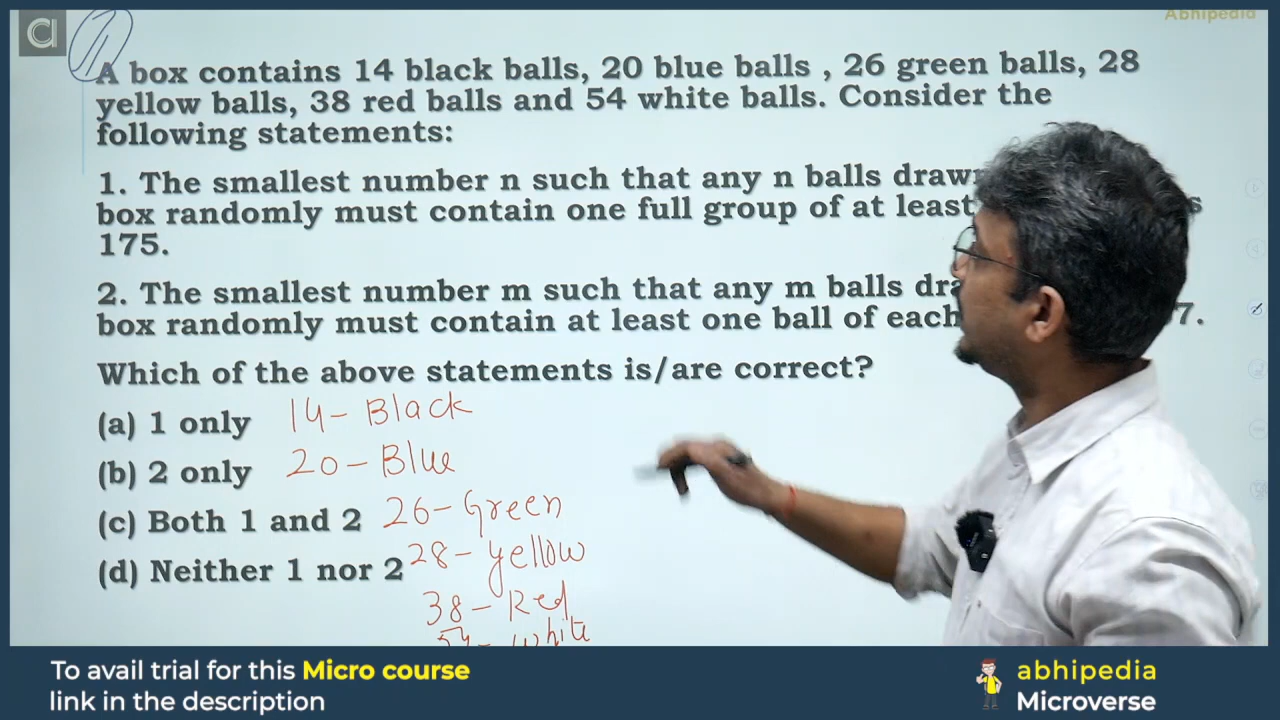 Abhipedia
A box contains 14 black balls, 20 blue balls , 26 green balls, 28
yellow balls, 38 red balls and 54 white balls. Consider the
following statements:
1. The smallest number n such that any n balls
box randomly must contain one full group of at least
175.
2. The smallest number m such that any m balls
box randomly must contain at least one ball of each 7.
Which of the above statements is/are correct?
(a) 1 only 14- Black
(b) 2 only 20- Blue
(c) Both 1 and 2 26- Green
(d) Neither 1 nor 2 28- yellow
38- Red
54- white
To avail trial for this Micro course
link in the description
abhipedia
Microverse